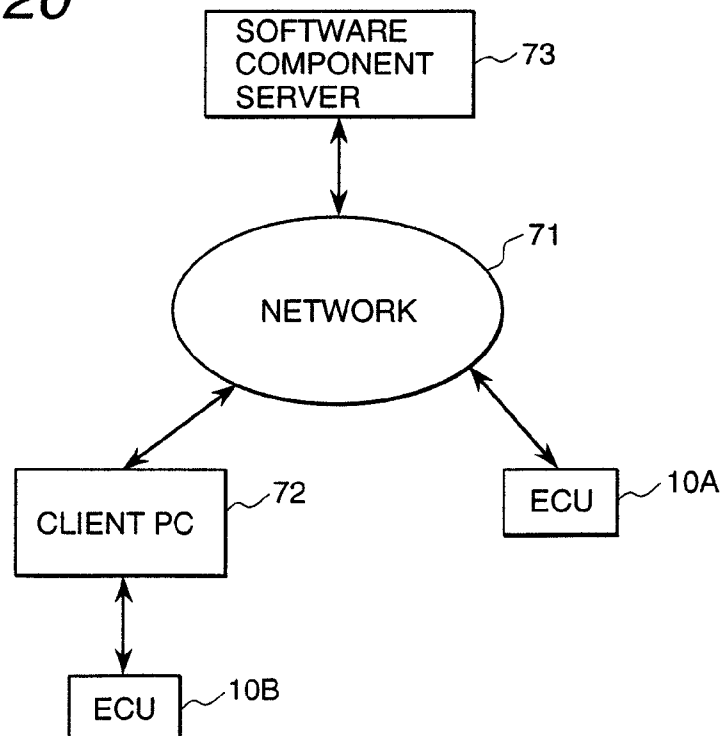 20
SOFTWARE
COMPONENT
SERVER
73
71
NETWORK
CLIENT PC
72
ECU
10A
ECU
10B